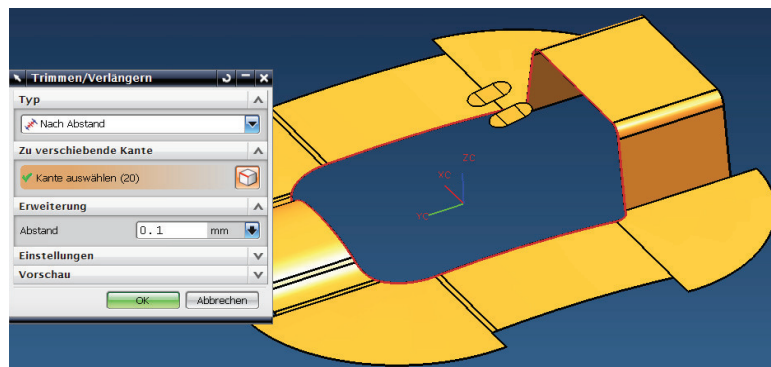 Trimmen/Verlängern
Typ
Nach Abstand
Zu verschiebende Kante
Kante auswählen (20)
Erweiterung
Abstand 0.1 mm
Einstellungen
Vorschau
OK Abbrechen
ZC
XC
YC